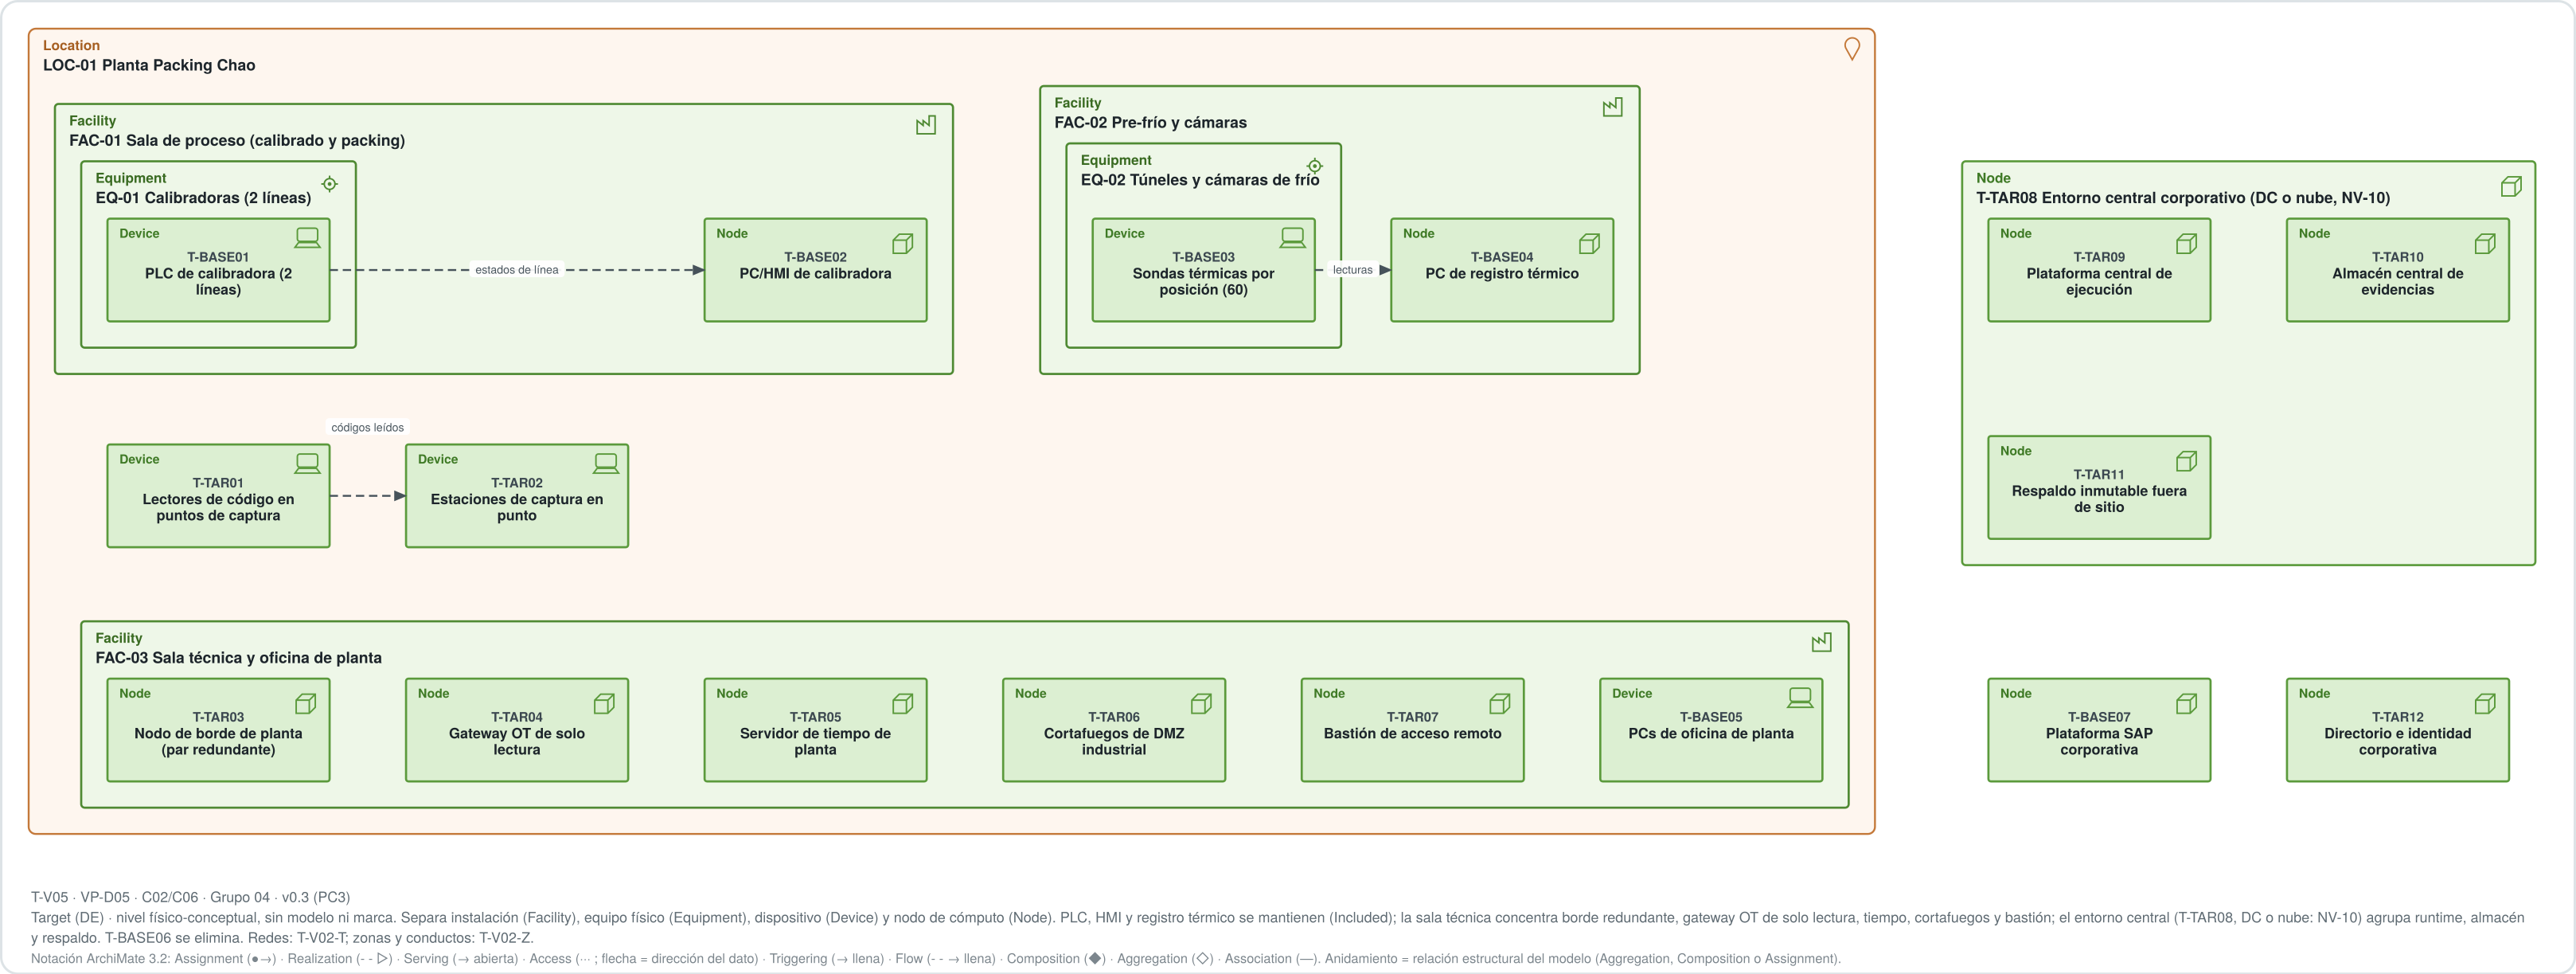 Location
LOC-01 Planta Packing Chao
Facility
FAC-01 Sala de proceso (calibrado y packing)
Equipment
EQ-01 Calibradoras (2 líneas)
Device
T-BASE01
PLC de calibradora (2
líneas)
estados de línea
Node
T-BASE02
PC/HMI de calibradora
Facility
FAC-02 Pre-frío y cámaras
Equipment
EQ-02 Túneles y cámaras de frío
Device
T-BASE03
Sondas térmicas por
posición (60)
lecturas
Node
T-BASE04
PC de registro térmico
Node
T-TAR08 Entorno central corporativo (DC o nube, NV-10)
Node
T-TAR09
Plataforma central de
ejecución
Node
T-TAR10
Almacén central de
evidencias
Node
T-TAR11
Respaldo inmutable fuera
de sitio
códigos leídos
Device
T-TAR01
Lectores de código en
puntos de captura
Device
T-TAR02
Estaciones de captura en
punto
Facility
FAC-03 Sala técnica y oficina de planta
Node
T-TAR03
Nodo de borde de planta
(par redundante)
Node
T-TAR04
Gateway OT de solo
lectura
Node
T-TAR05
Servidor de tiempo de
planta
Node
T-TAR06
Cortafuegos de DMZ
industrial
Node
T-TAR07
Bastión de acceso remoto
Device
T-BASE05
PCs de oficina de planta
Node
T-BASE07
Plataforma SAP
corporativa
Node
T-TAR12
Directorio e identidad
corporativa
T-V05 · VP-D05 · C02/C06 · Grupo 04 · v0.3 (PC3)
Target (DE) · nivel físico-conceptual, sin modelo ni marca. Separa instalación (Facility), equipo físico (Equipment), dispositivo (Device) y nodo de cómputo (Node). PLC, HMI y registro térmico se mantienen (Included); la sala técnica concentra borde redundante, gateway OT de solo lectura, tiempo, cortafuegos y bastión; el entorno central (T-TAR08, DC o nube: NV-10) agrupa runtime, almacén
y respaldo. T-BASE06 se elimina. Redes: T-V02-T; zonas y conductos: T-V02-Z.
Notación ArchiMate 3.2: Assignment (●→) · Realization (- - ▷) · Serving (→ abierta) · Access (··· ; flecha = dirección del dato) · Triggering (→ llena) · Flow (- - → llena) · Composition (◆) · Aggregation (◇) · Association (—). Anidamiento = relación estructural del modelo (Aggregation, Composition o Assignment).